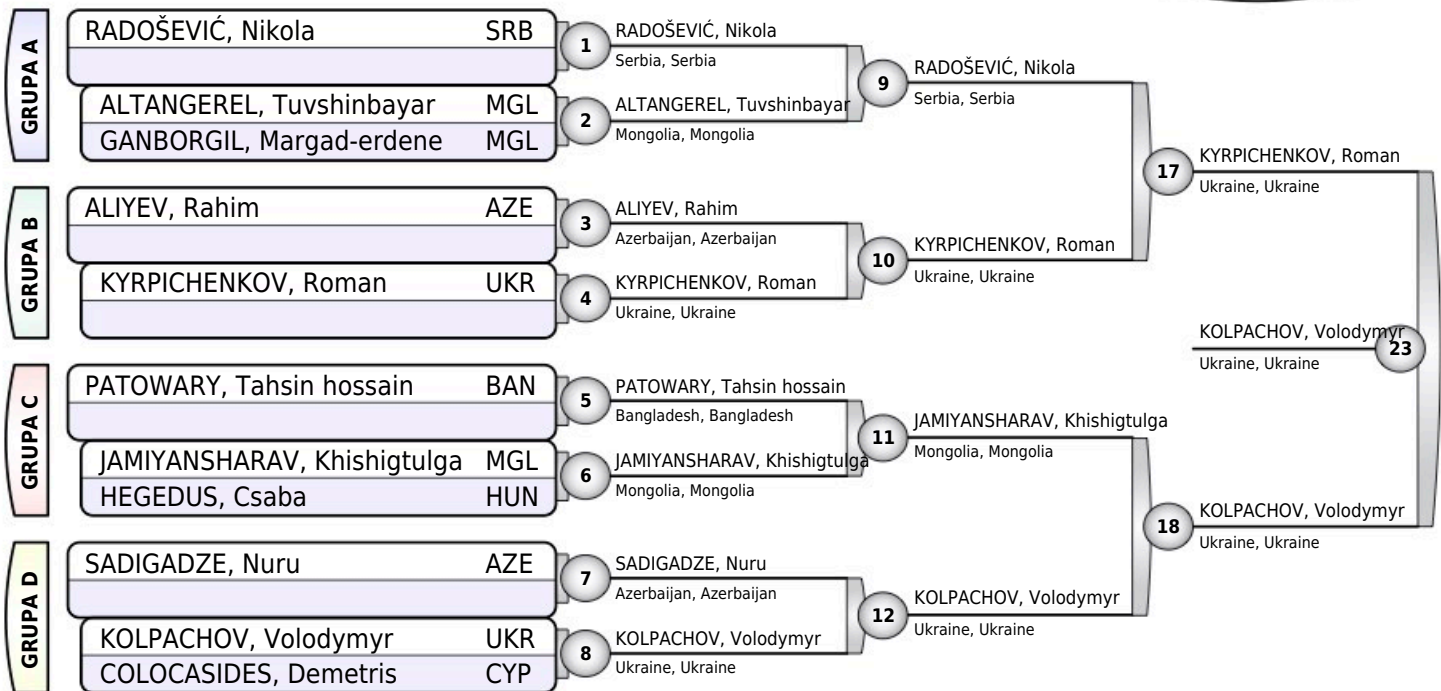 GRUPA A
RADOŠEVIĆ, Nikola SRB
ALTANGEREL, Tuvshinbayar MGL
GANBORGIL, Margad-erdene MGL
GRUPA B
ALIYEV, Rahim AZE
KYRPICHENKOV, Roman UKR
GRUPA C
PATOWARY, Tahsin hossain BAN
JAMIYANSHARAV, Khishigtulga MGL
HEGEDUS, Csaba HUN
GRUPA D
SADIGADZE, Nuru AZE
KOLPACHOV, Volodymyr UKR
COLOCASIDES, Demetris CYP
1
RADOŠEVIĆ, Nikola
Serbia, Serbia
2
ALTANGEREL, Tuvshinbayar
Mongolia, Mongolia
3
ALIYEV, Rahim
Azerbaijan, Azerbaijan
4
KYRPICHENKOV, Roman
Ukraine, Ukraine
5
PATOWARY, Tahsin hossain
Bangladesh, Bangladesh
6
JAMIYANSHARAV, Khishigtulga
Mongolia, Mongolia
7
SADIGADZE, Nuru
Azerbaijan, Azerbaijan
8
KOLPACHOV, Volodymyr
Ukraine, Ukraine
9
RADOŠEVIĆ, Nikola
Serbia, Serbia
10
KYRPICHENKOV, Roman
Ukraine, Ukraine
11
JAMIYANSHARAV, Khishigtulga
Mongolia, Mongolia
12
KOLPACHOV, Volodymyr
Ukraine, Ukraine
17
KYRPICHENKOV, Roman
Ukraine, Ukraine
18
KOLPACHOV, Volodymyr
Ukraine, Ukraine
KOLPACHOV, Volodymyr
Ukraine, Ukraine
23